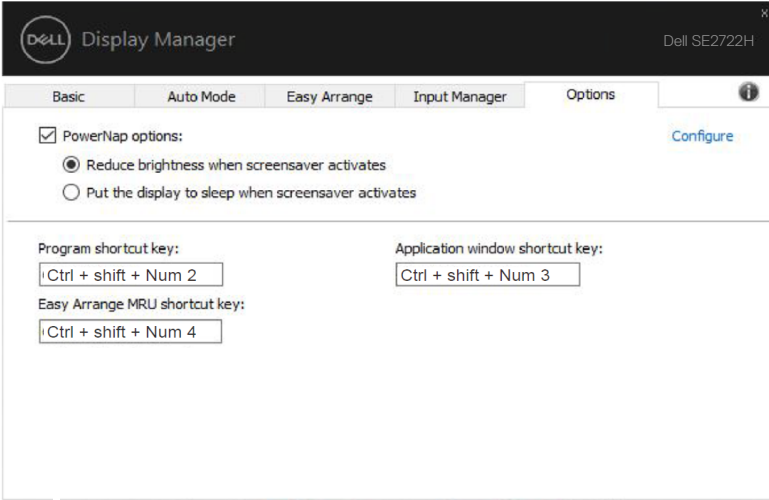 DELL Display Manager
X
Dell SE2722H
Basic Auto Mode Easy Arrange Input Manager Options
PowerNap options: Configure
Reduce brightness when screensaver activates
Put the display to sleep when screensaver activates
Program shortcut key: Application window shortcut key:
Ctrl + shift + Num 2 Ctrl + shift + Num 3
Easy Arrange MRU shortcut key:
Ctrl + shift + Num 4